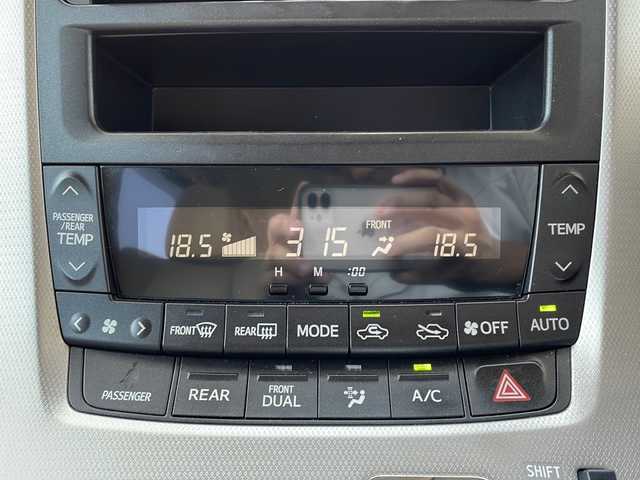 PASSENGER
/REAR
TEMP
18.5
3 15
FRONT
18.5
TEMP
H M :00
FRONT
REAR
MODE
OFF
AUTO
PASSENGER
REAR
FRONT
DUAL
A/C
SHIFT